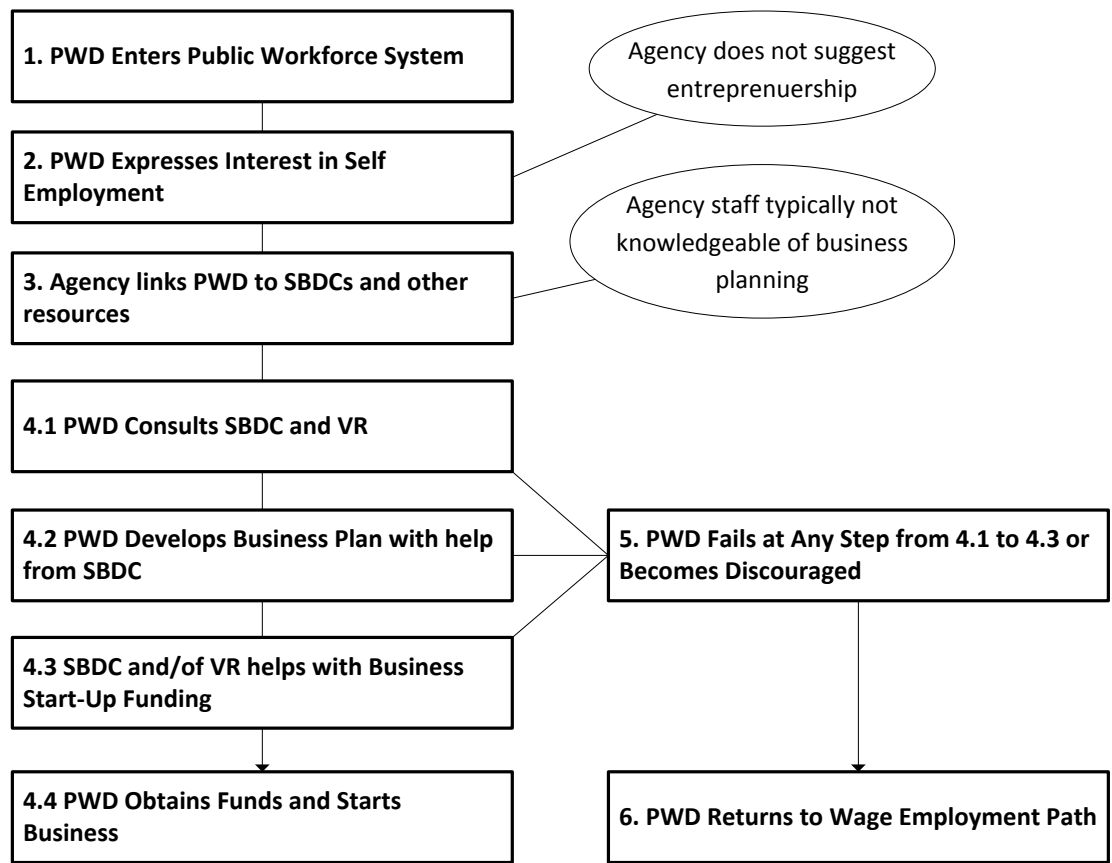 1. PWD Enters Public Workforce System
Agency does not suggest
entreprenuership
2. PWD Expresses Interest in Self
Employment
Agency staff typically not
knowledgeable of business
planning
3. Agency links PWD to SBDCs and other
resources
4.1 PWD Consults SBDC and VR
4.2 PWD Develops Business Plan with help
from SBDC
5. PWD Fails at Any Step from 4.1 to 4.3 or
Becomes Discouraged
4.3 SBDC and/of VR helps with Business
Start-Up Funding
4.4 PWD Obtains Funds and Starts
Business
6. PWD Returns to Wage Employment Path